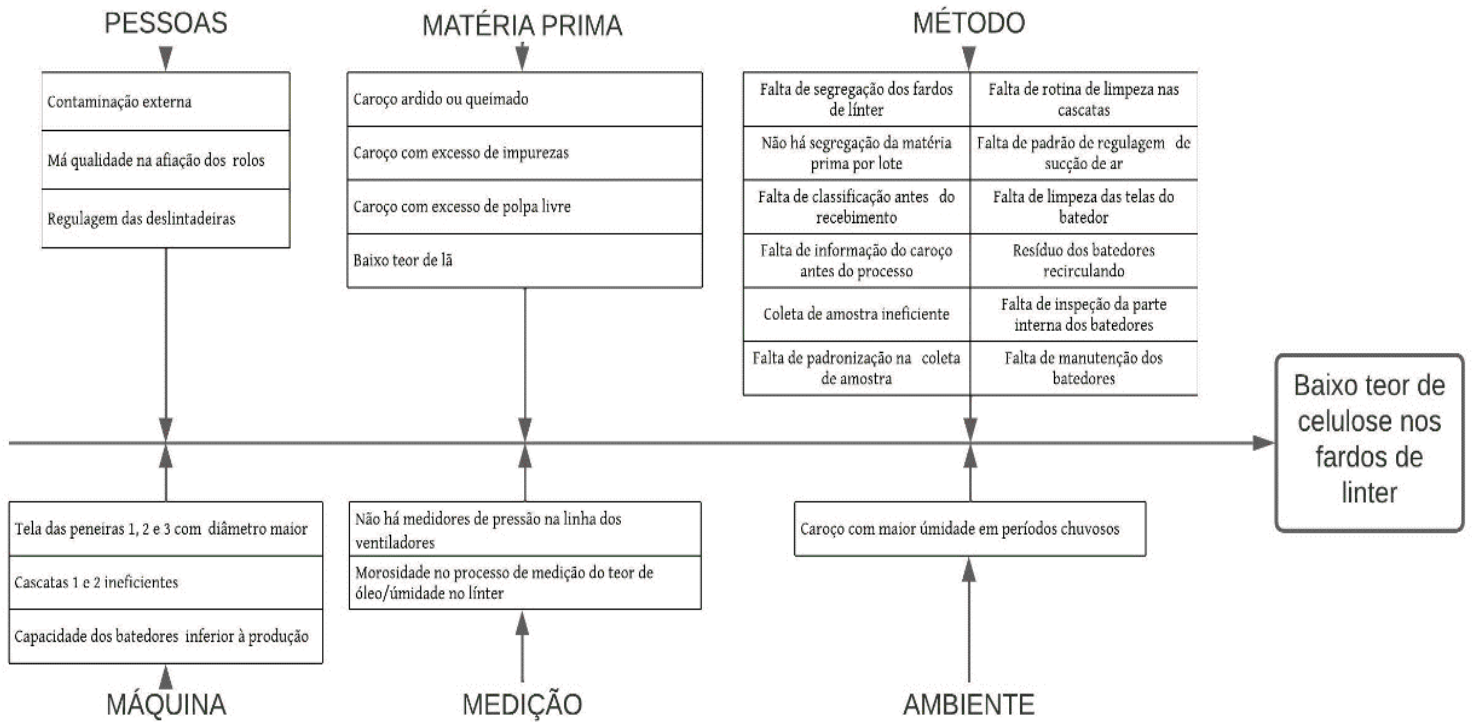 PESSOAS
Contaminação externa
Má qualidade na afiação dos rolos
Regulagem das deslintadeiras
MATÉRIA PRIMA
Caroço ardido ou queimado
Caroço com excesso de impurezas
Caroço com excesso de polpa livre
Baixo teor de lã
MÉTODO
Falta de segregação dos fardos
de línter
Falta de rotina de limpeza nas
cascatas
Não há segregação da matéria
prima por lote
Falta de padrão de regulagem de
sucção de ar
Falta de classificação antes do
recebimento
Falta de limpeza das telas do
batedor
Falta de informação do caroço
antes do processo
Resíduo dos batedores
recirculando
Coleta de amostra ineficiente
Falta de inspeção da parte
interna dos batedores
Falta de padronização na coleta
de amostra
Falta de manutenção dos
batedores
Baixo teor de
celulose nos
fardos de
linter
Tela das peneiras 1, 2 e 3 com diâmetro maior
Cascatas 1 e 2 ineficientes
Capacidade dos batedores inferior à produção
MÁQUINA
Não há medidores de pressão na linha dos
ventiladores
Morosidade no processo de medição do teor de
óleo/úmidade no línter
MEDIÇÃO
Caroço com maior úmidade em períodos chuvosos
AMBIENTE